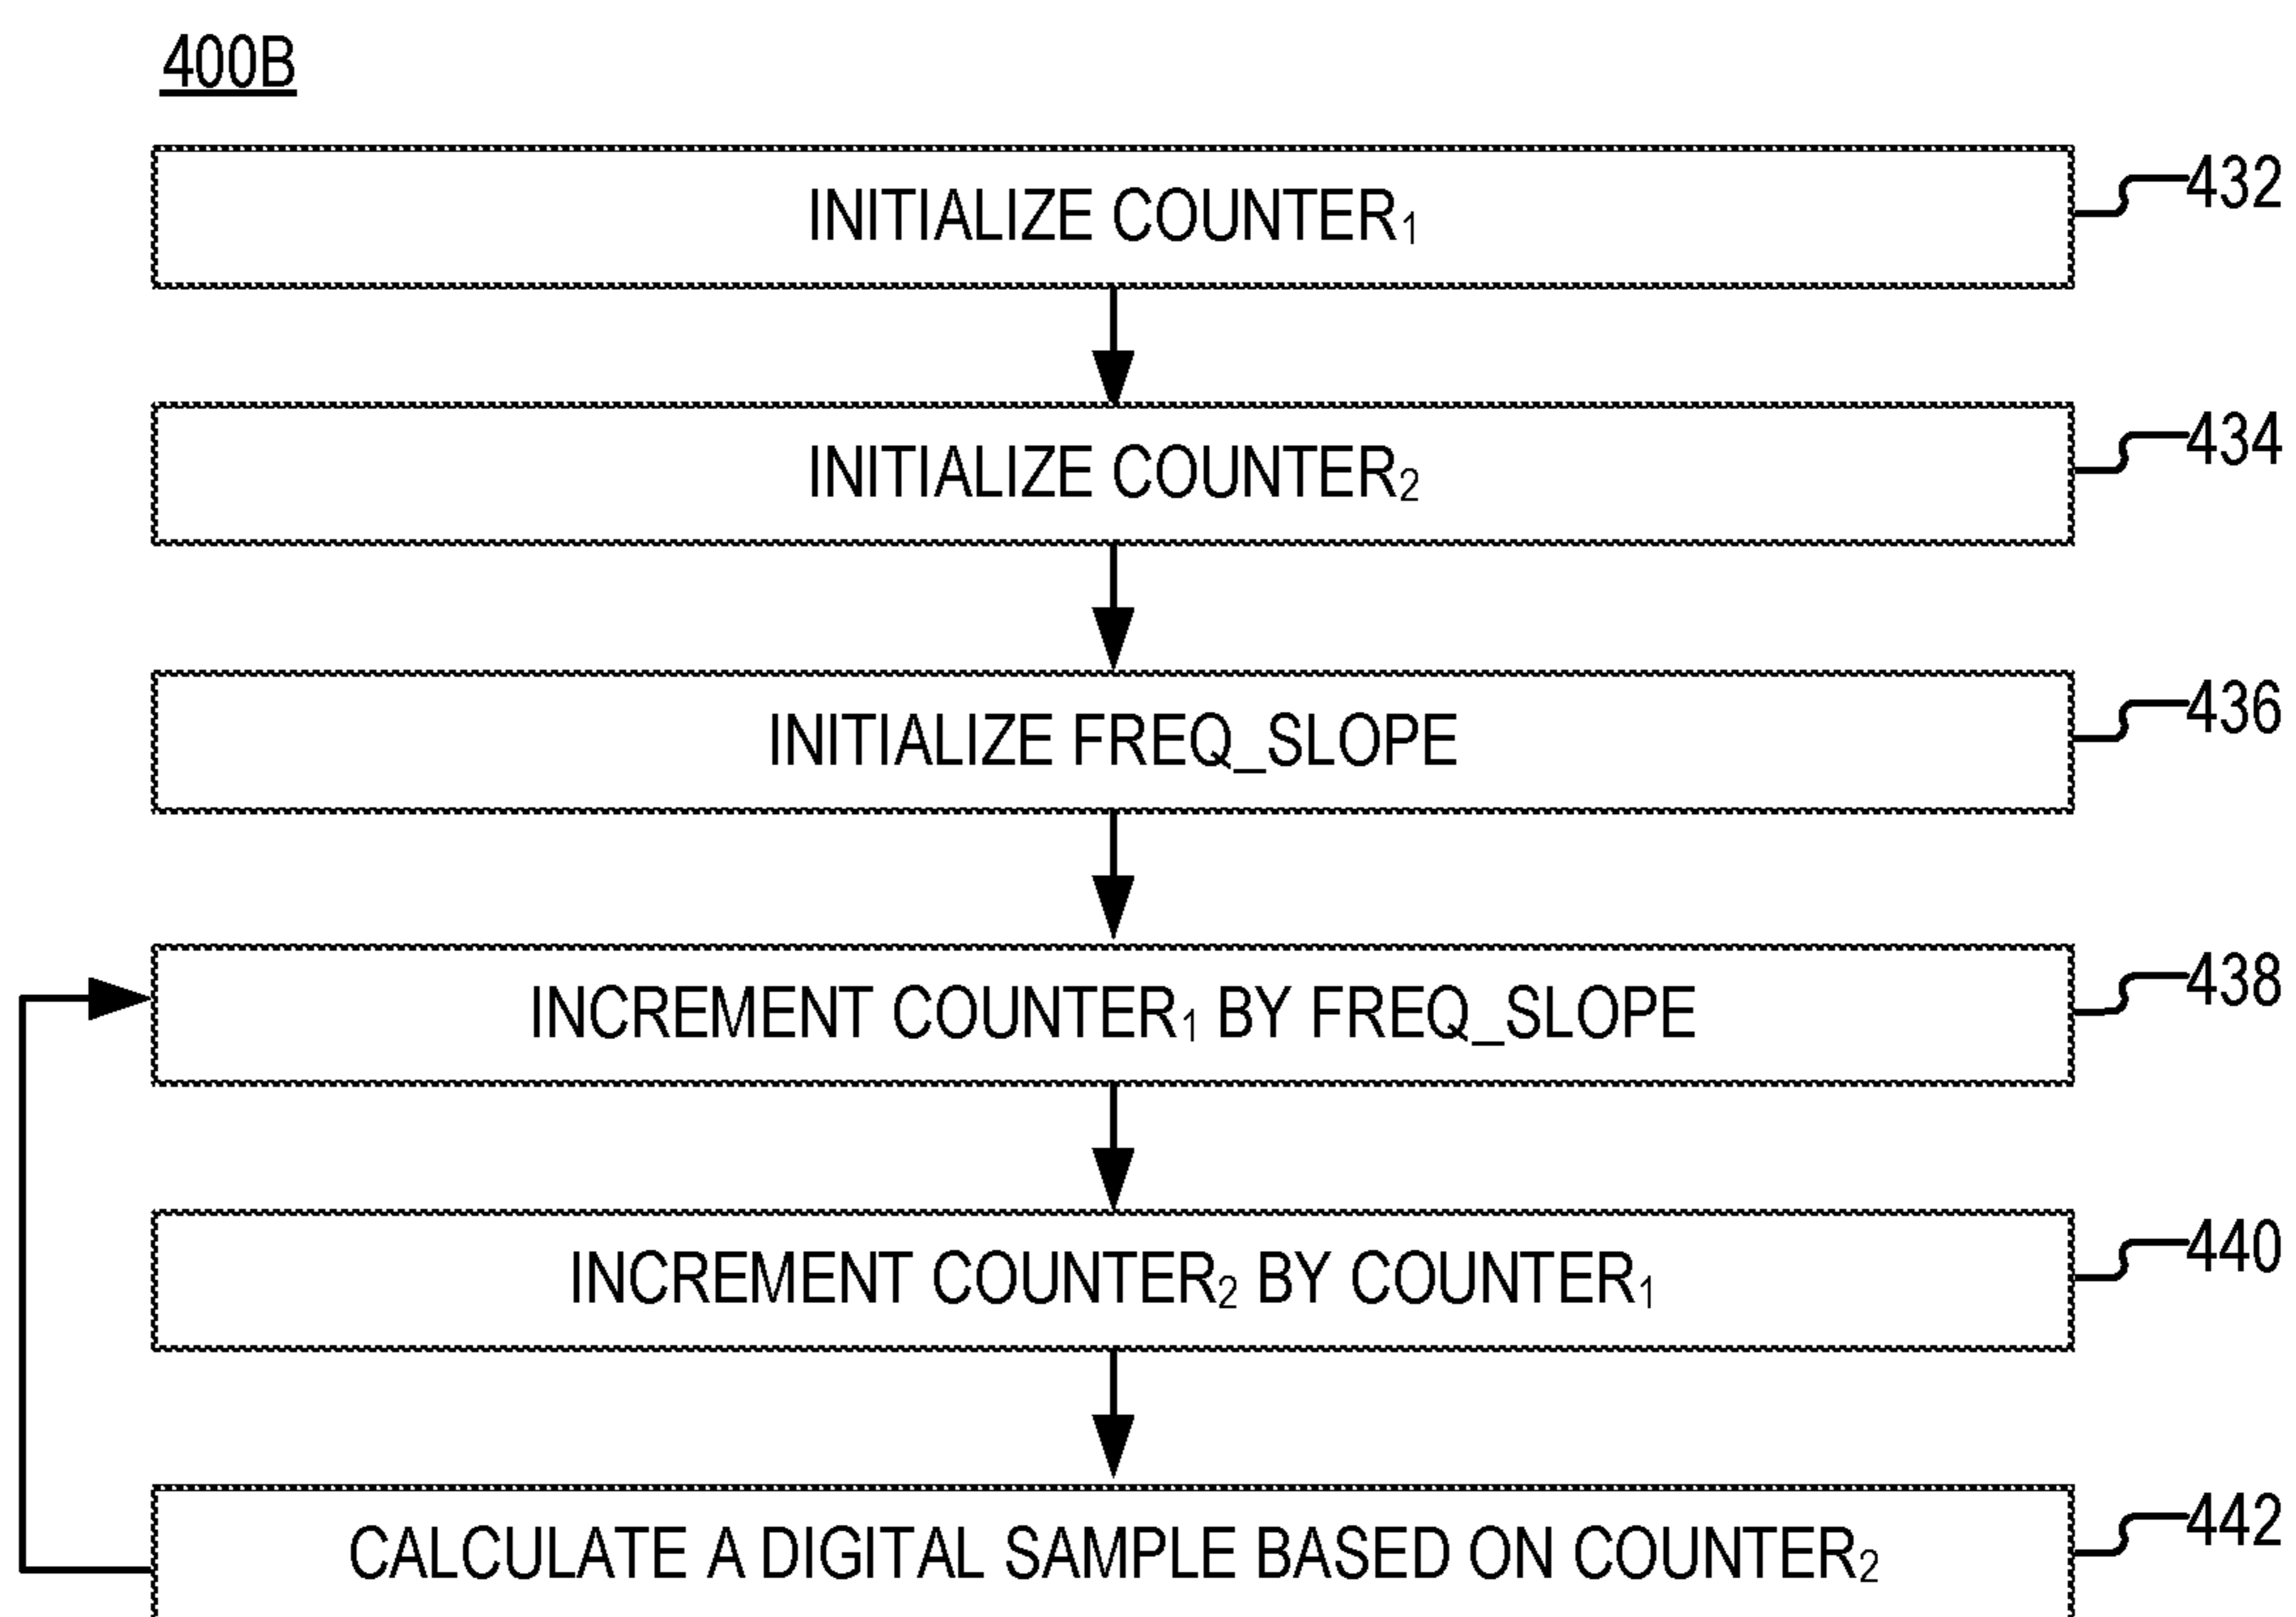 400B
INITIALIZE COUNTER₁
432
INITIALIZE COUNTER₂
434
INITIALIZE FREQ_SLOPE
436
INCREMENT COUNTER₁ BY FREQ_SLOPE
438
INCREMENT COUNTER₂ BY COUNTER₁
440
CALCULATE A DIGITAL SAMPLE BASED ON COUNTER₂
442